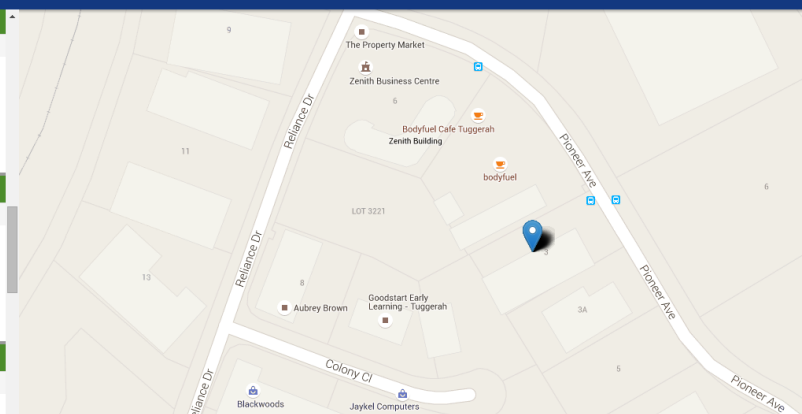 9
The Property Market
Zenith Business Centre
6
Reliance Dr
Bodyfuel Cafe Tuggerah
Zenith Building
Pioneer Ave
11
bodyfuel
6
LOT 3221
Reliance Dr
3
13
8
Goodstart Early
Learning - Tuggerah
Aubrey Brown
3A
Pioneer Ave
Colony Cl
5
Reliance Dr
Blackwoods
Jaykel Computers
Pioneer Ave